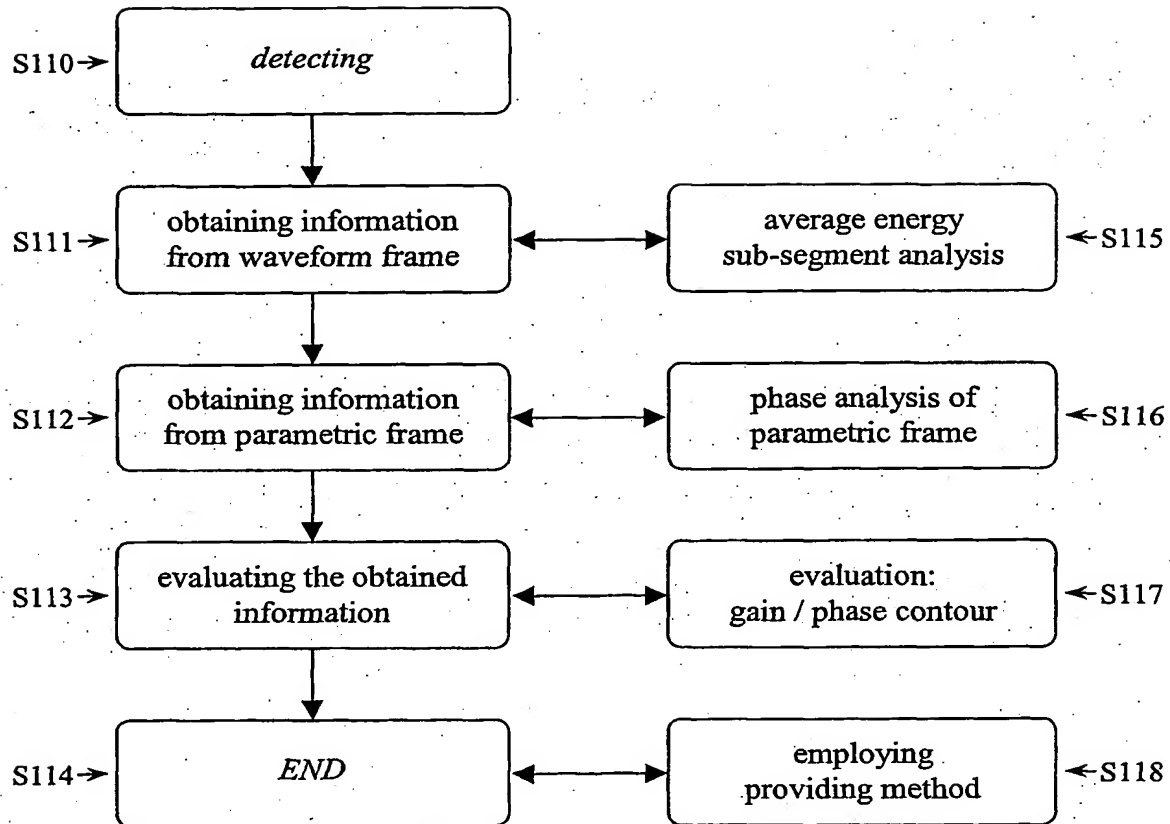 S110→ detecting
S111→ obtaining information
from waveform frame
average energy
sub-segment analysis
←S115
S112→ obtaining information
from parametric frame
phase analysis of
parametric frame
←S116
S113→ evaluating the obtained
information
evaluation:
gain / phase contour
←S117
S114→ END
employing
providing method
←S118